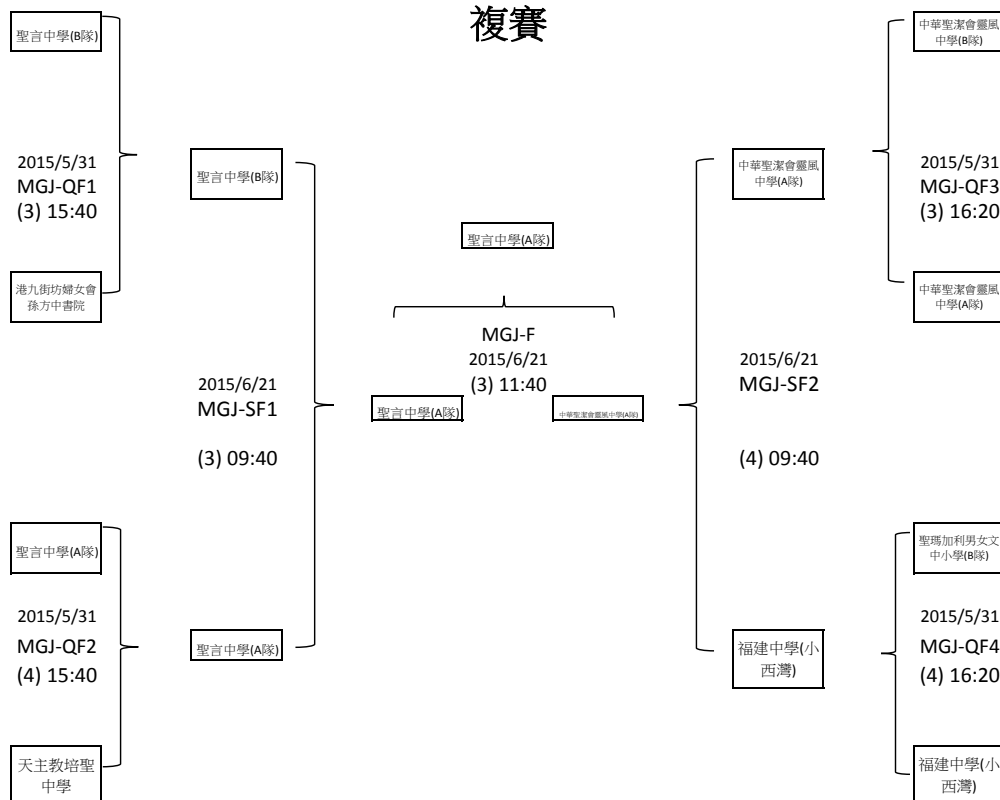 複賽
聖言中學(B隊)
2015/5/31
MGJ-QF1
(3) 15:40
港九街坊婦女會
孫方中書院
聖言中學(B隊)
2015/6/21
MGJ-SF1
(3) 09:40
聖言中學(A隊)
2015/5/31
MGJ-QF2
(4) 15:40
天主教培聖
中學
聖言中學(A隊)
聖言中學(A隊)
MGJ-F
2015/6/21
(3) 11:40
聖言中學(A隊)
中華聖潔會靈風中學(A隊)
中華聖潔會靈風
中學(A隊)
2015/6/21
MGJ-SF2
(4) 09:40
福建中學(小
西灣)
中華聖潔會靈風
中學(B隊)
2015/5/31
MGJ-QF3
(3) 16:20
中華聖潔會靈風
中學(A隊)
聖瑪加利男女英文
中小學(B隊)
2015/5/31
MGJ-QF4
(4) 16:20
福建中學(小
西灣)